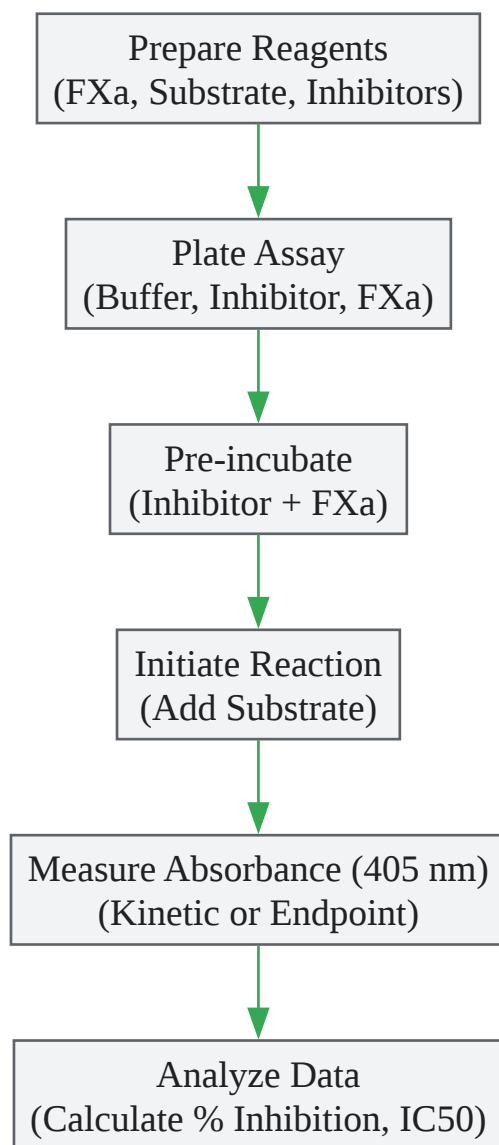 Prepare Reagents
(FXa, Substrate, Inhibitors)
Plate Assay
(Buffer, Inhibitor, FXa)
Pre-incubate
(Inhibitor + FXa)
Initiate Reaction
(Add Substrate)
Measure Absorbance (405 nm)
(Kinetic or Endpoint)
Analyze Data
(Calculate % Inhibition, IC50)